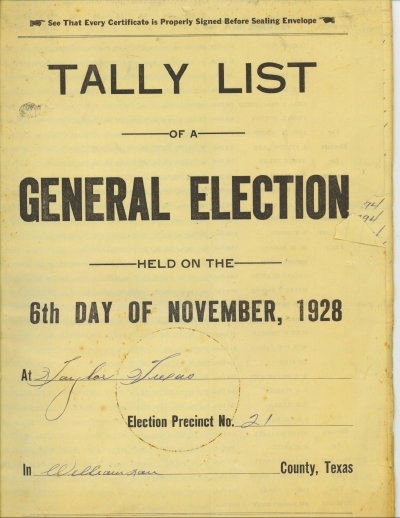 See That Every Certificate is Properly Signed Before Sealing Envelope
TALLY LIST
OF A
GENERAL ELECTION
HELD ON THE
6th DAY OF NOVEMBER, 1928
At Taylor Texas
Election Precinct No. 21
In Williamson County, Texas